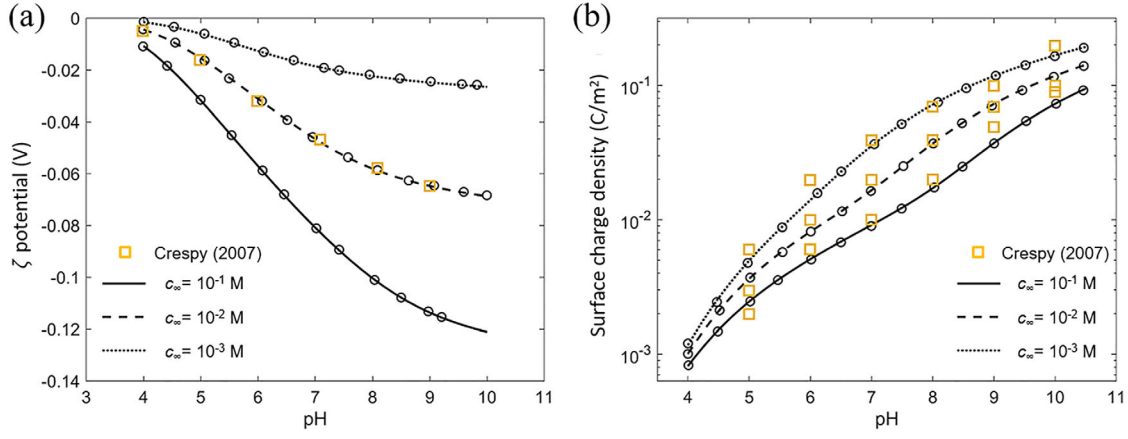 (a)
0
-0.02
-0.04
-0.06
-0.08
-0.1
-0.12
-0.14
ζ potential (V)
Crespy (2007)
c∞= 10-1 M
c∞= 10-2 M
c∞= 10-3 M
3 4 5 6 7 8 9 10 11
pH
(b)
10-1
10-2
10-3
Surface charge density (C/m2)
Crespy (2007)
c∞= 10-1 M
c∞= 10-2 M
c∞= 10-3 M
4 5 6 7 8 9 10 11
pH